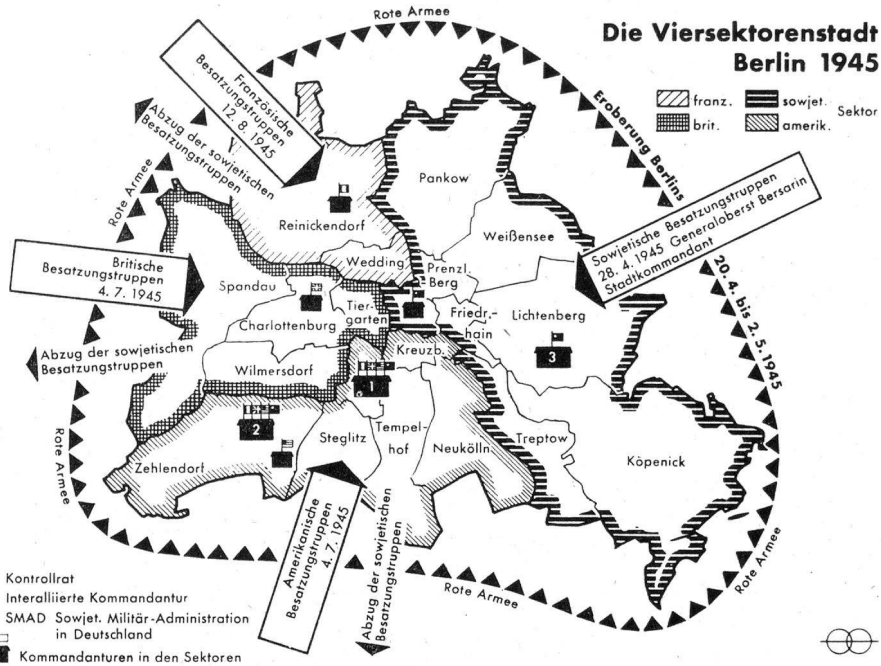 Die Viersektorenstadt
Berlin 1945
franz.
sowjet.
brit.
amerik.
Sektor
Rote Armee
Eroberung Berlins
20. 4. bis 2. 5. 1945
Französische
Besatzungstruppen
12. 8. 1945
Abzug der sowjetischen
Besatzungstruppen
Rote Armee
Pankow
Reinickendorf
Weißensee
Sowjetische Besatzungstruppen
28. 4. 1945 Generaloberst Bersarin
Stadtkommandant
Britische
Besatzungstruppen
4. 7. 1945
Wedding
Prenzl.
Berg
Spandau
Tier-
garten
Friedr.-
hain
Lichtenberg
Charlottenburg
Kreuzb.
Abzug der sowjetischen
Besatzungstruppen
Wilmersdorf
3
1
2
Steglitz
Tempel-
hof
Neukölln
Treptow
Köpenick
Zehlendorf
Rote Armee
Amerikanische
Besatzungstruppen
4. 7. 1945
Abzug der sowjetischen
Besatzungstruppen
Rote Armee
Rote Armee
Kontrollrat
Interalliierte Kommandantur
SMAD Sowjet. Militär-Administration
in Deutschland
Kommandanturen in den Sektoren